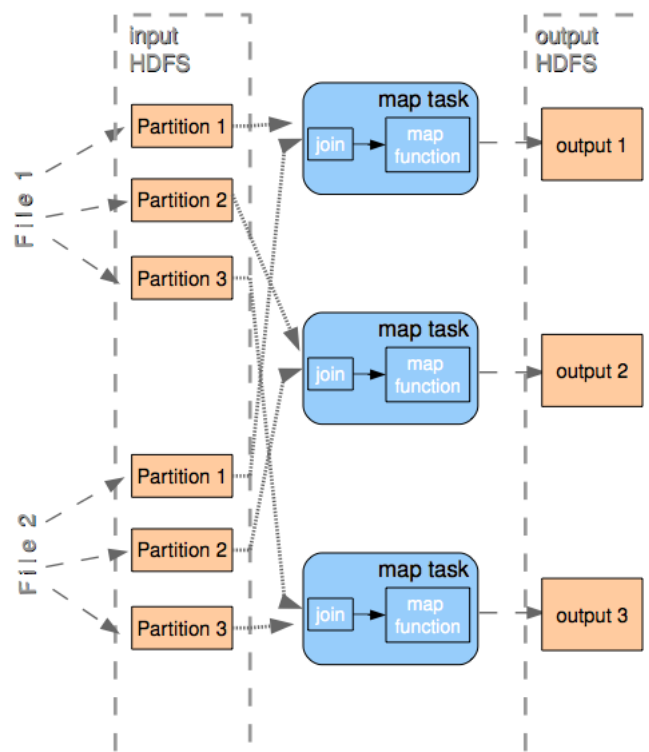 input
HDFS
output
HDFS
File 1
Partition 1
Partition 2
Partition 3
map task
join
map
function
output 1
map task
join
map
function
output 2
File 2
Partition 1
Partition 2
Partition 3
map task
join
map
function
output 3